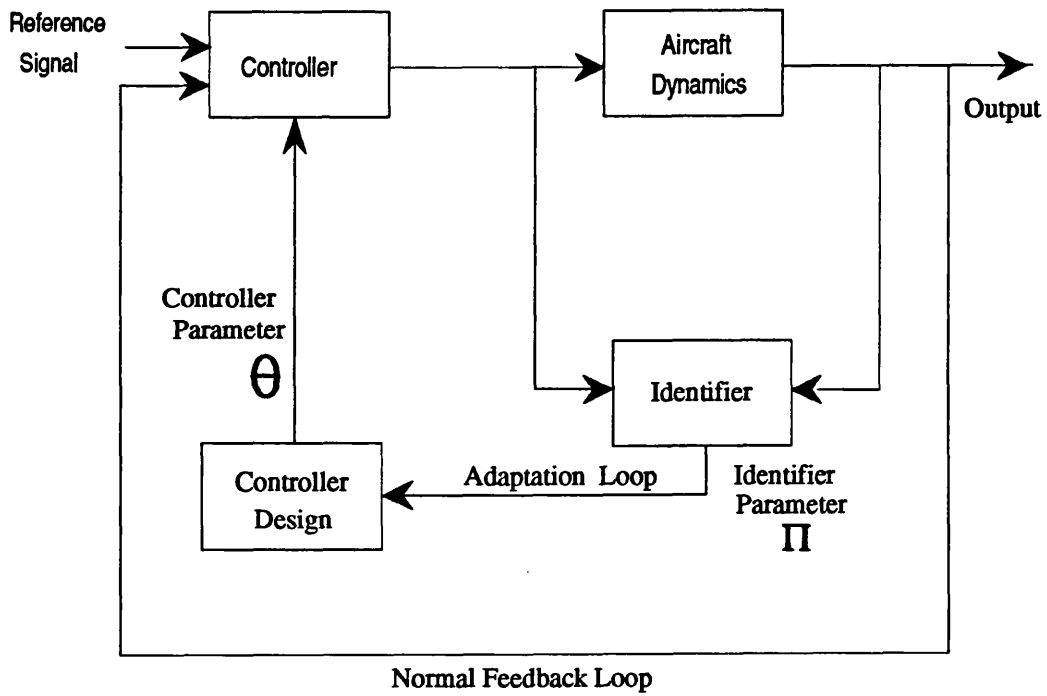 Reference
Signal
Controller
Aircraft
Dynamics
Output
Controller
Parameter
θ
Identifier
Controller
Design
Adaptation Loop
Identifier
Parameter
Π
Normal Feedback Loop